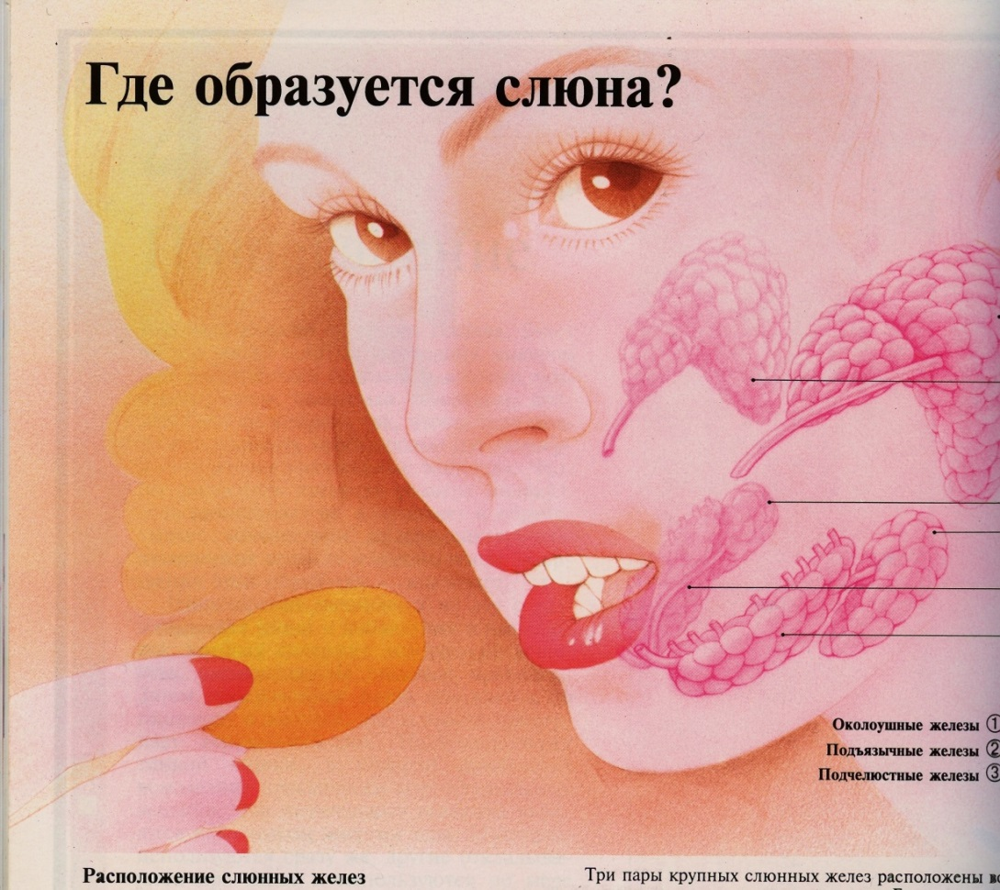 Где образуется слюна?
Околоушные железы ①
Подъязычные железы ②
Подчелюстные железы ③
Расположение слюнных желез
Три пары крупных слюнных желез расположены